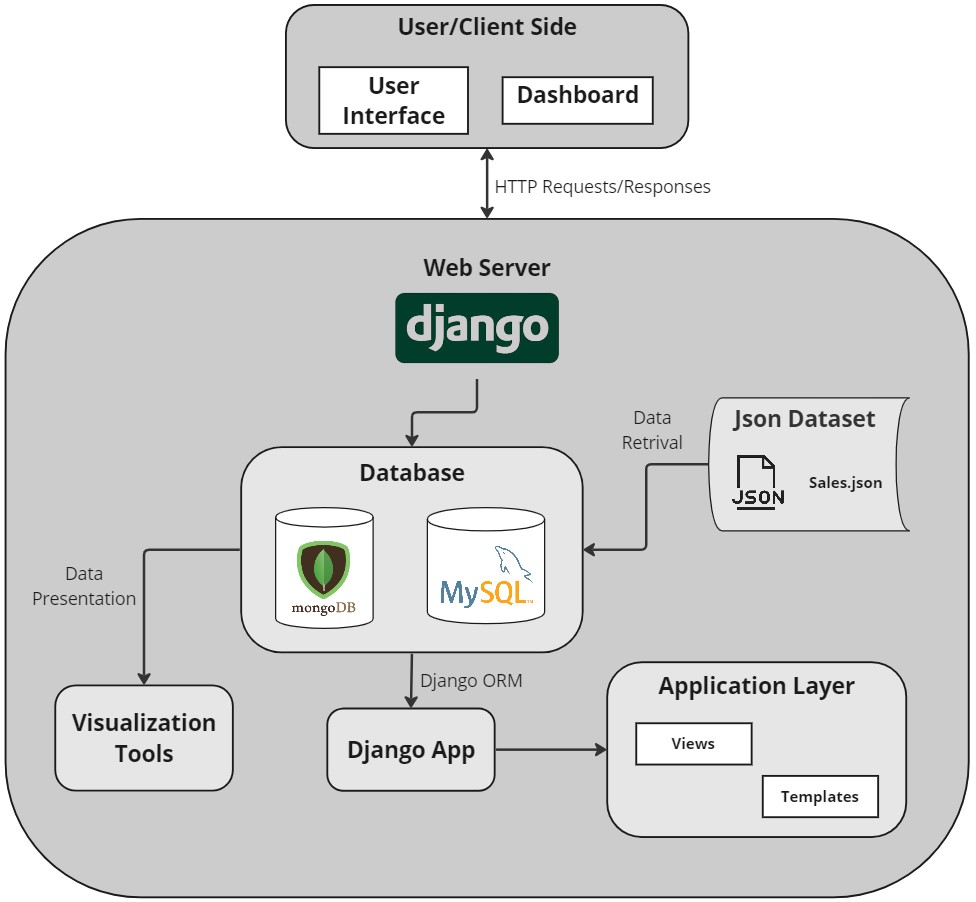 User/Client Side
User
Interface
Dashboard
HTTP Requests/Responses
Web Server
django
Data
Retrival
Json Dataset
JSON
Sales.json
Database
mongoDB
MySQL™
Data
Presentation
Django ORM
Visualization
Tools
Django App
Application Layer
Views
Templates